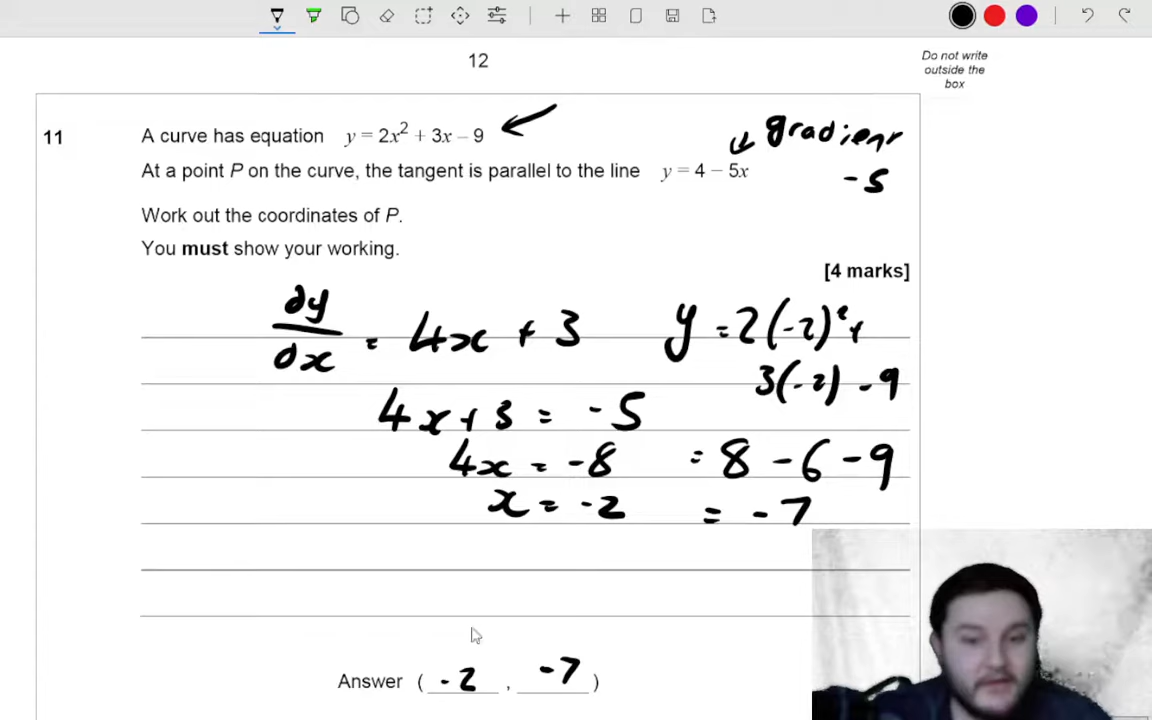 12
Do not write
outside the
box
11
A curve has equation y = 2x² + 3x – 9
gradient
At a point P on the curve, the tangent is parallel to the line y = 4 – 5x
-5
Work out the coordinates of P.
You must show your working.
[4 marks]
dy/dx = 4x + 3
y = 2(-2)² +
3(-2) - 9
4x + 3 = -5
4x = -8
= 8 - 6 - 9
x = -2
= -7
Answer ( -2 , -7 )